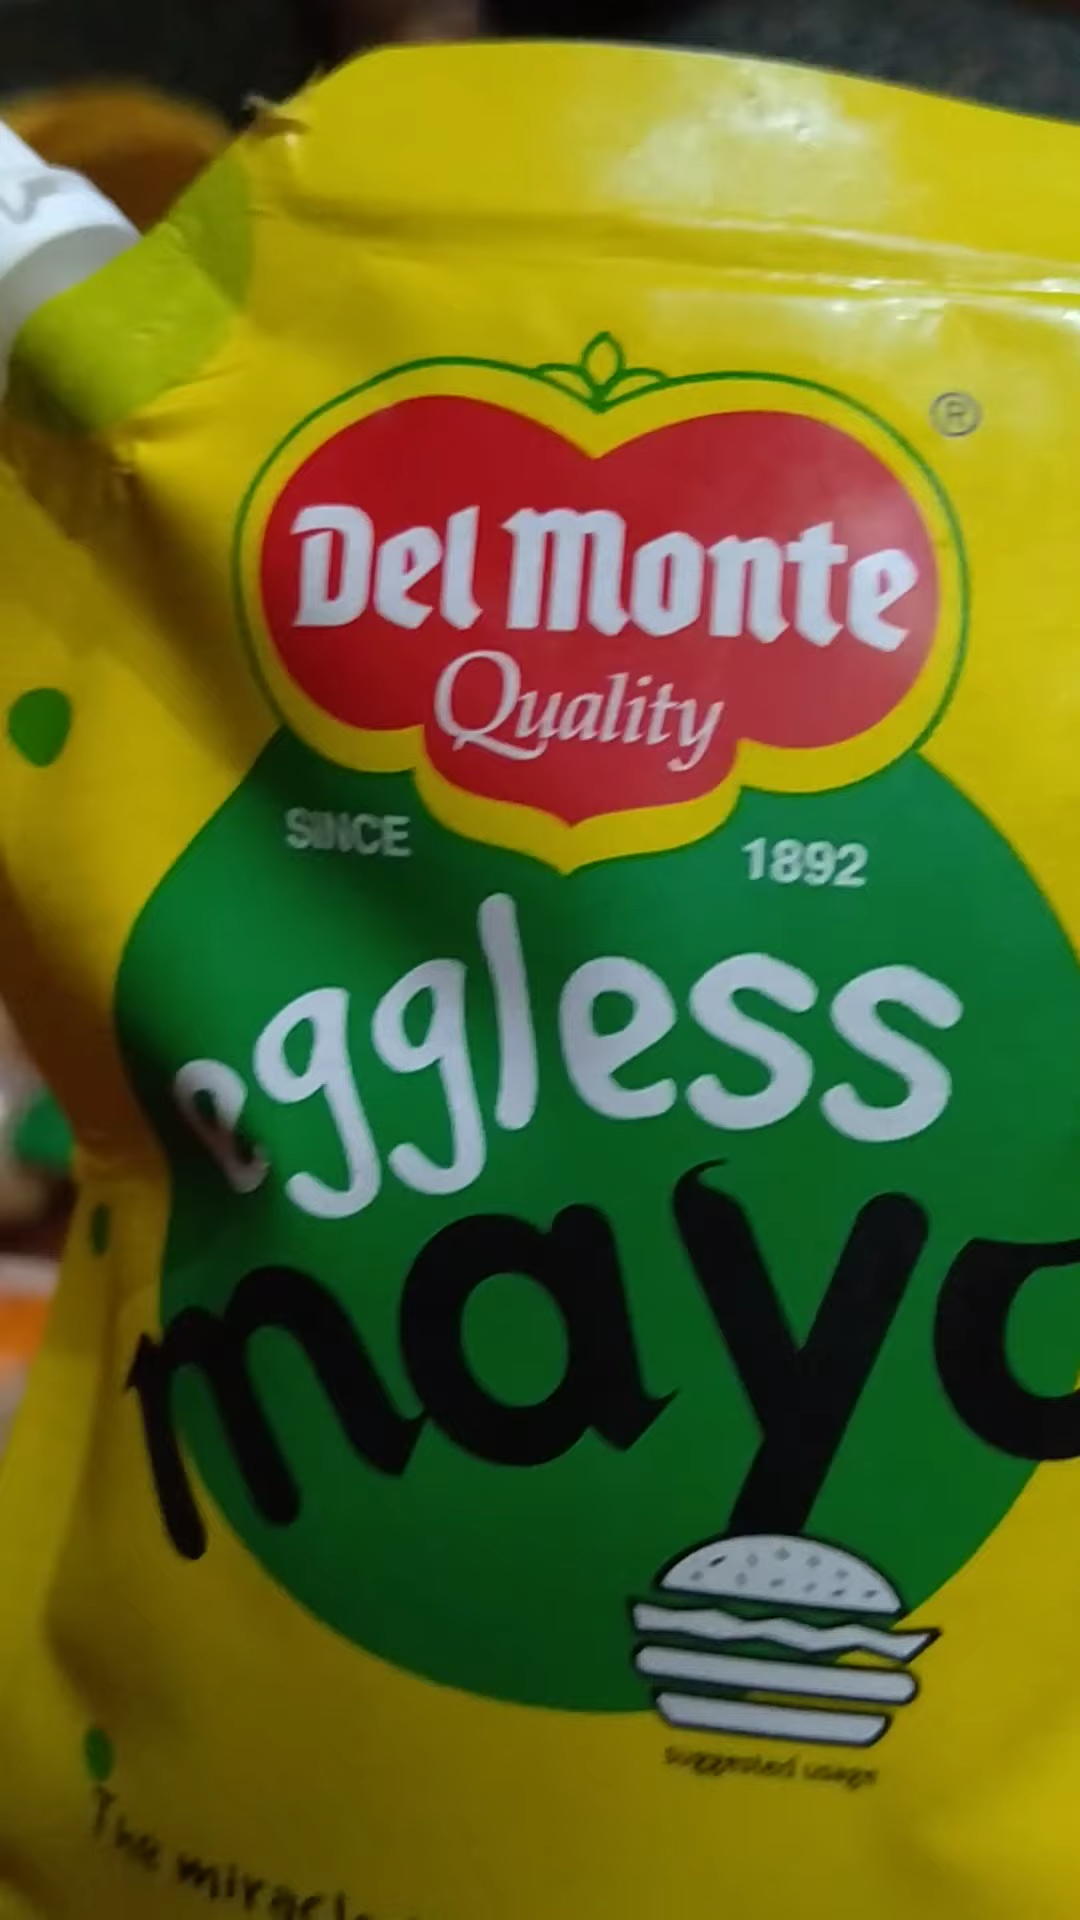 ®
Del Monte
Quality
SINCE 1892
eggless
mayo
suggested usage
The miracle